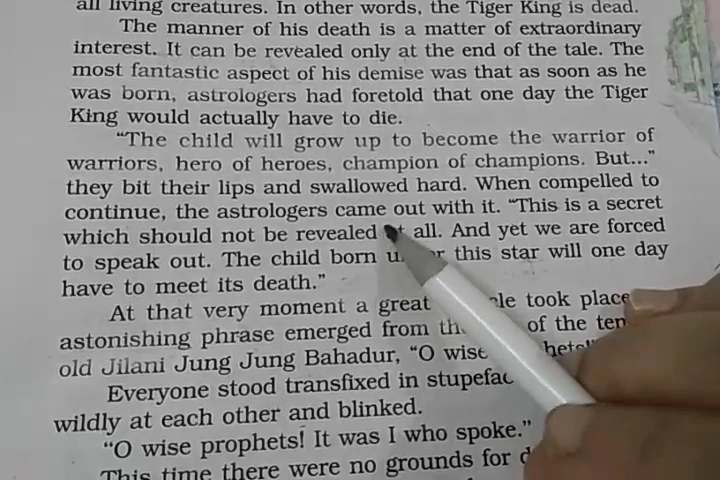 all living creatures. In other words, the Tiger King is dead.
The manner of his death is a matter of extraordinary
interest. It can be revealed only at the end of the tale. The
most fantastic aspect of his demise was that as soon as he
was born, astrologers had foretold that one day the Tiger
King would actually have to die.
“The child will grow up to become the warrior of
warriors, hero of heroes, champion of champions. But...”
they bit their lips and swallowed hard. When compelled to
continue, the astrologers came out with it. “This is a secret
which should not be revealed all. And yet we are forced
to speak out. The child born this star will one day
have to meet its death.”
At that very moment a great took place
astonishing phrase emerged from of the
old Jilani Jung Jung Bahadur, “O wise
Everyone stood transfixed in
wildly at each other and blinked.
“O wise prophets! It was I who spoke.”
This time there were no grounds for